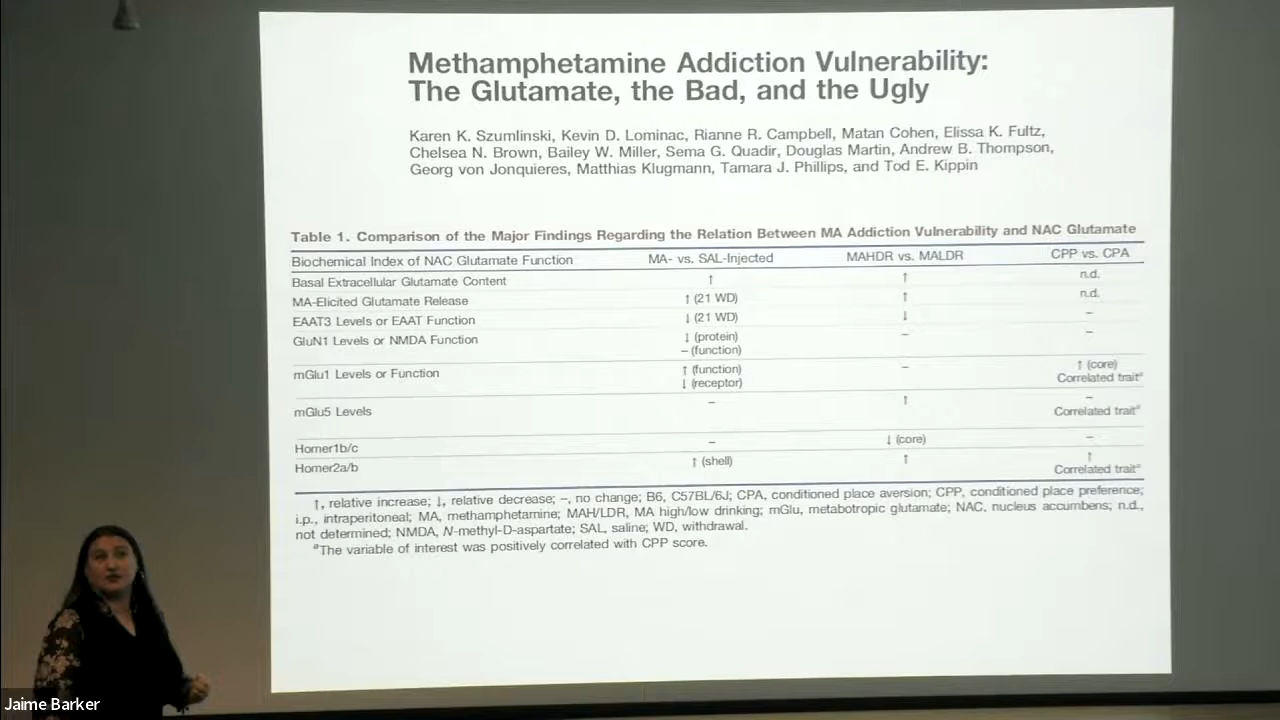 Methamphetamine Addiction Vulnerability:
The Glutamate, the Bad, and the Ugly
Karen K. Szumlinski, Kevin D. Lominac, Rianne R. Campbell, Matan Cohen, Elissa K. Fultz,
Chelsea N. Brown, Bailey W. Miller, Sema G. Quadir, Douglas Martin, Andrew B. Thompson,
Georg von Jonquieres, Matthias Klugmann, Tamara J. Phillips, and Tod E. Kippin
Table 1. Comparison of the Major Findings Regarding the Relation Between MA Addiction Vulnerability and NAC Glutamate
Biochemical Index of NAC Glutamate Function MA- vs. SAL-Injected MAHDR vs. MALDR CPP vs. CPA
Basal Extracellular Glutamate Content ↑ ↑ n.d.
MA-Elicited Glutamate Release ↑ (21 WD) ↑ n.d.
EAAT3 Levels or EAAT Function ↓ (21 WD) ↓ –
GluN1 Levels or NMDA Function ↓ (protein) – –
– (function)
mGlu1 Levels or Function ↑ (function) – ↑ (core)
↓ (receptor) Correlated traitᵃ
mGlu5 Levels – ↑ –
Correlated traitᵃ
Homer1b/c – ↓ (core) –
Homer2a/b ↑ (shell) ↑ ↑
Correlated traitᵃ
↑, relative increase; ↓, relative decrease; –, no change; B6, C57BL/6J; CPA, conditioned place aversion; CPP, conditioned place preference;
i.p., intraperitoneal; MA, methamphetamine; MAH/LDR, MA high/low drinking; mGlu, metabotropic glutamate; NAC, nucleus accumbens; n.d.,
not determined; NMDA, N-methyl-D-aspartate; SAL, saline; WD, withdrawal.
ᵃThe variable of interest was positively correlated with CPP score.
Jaime Barker